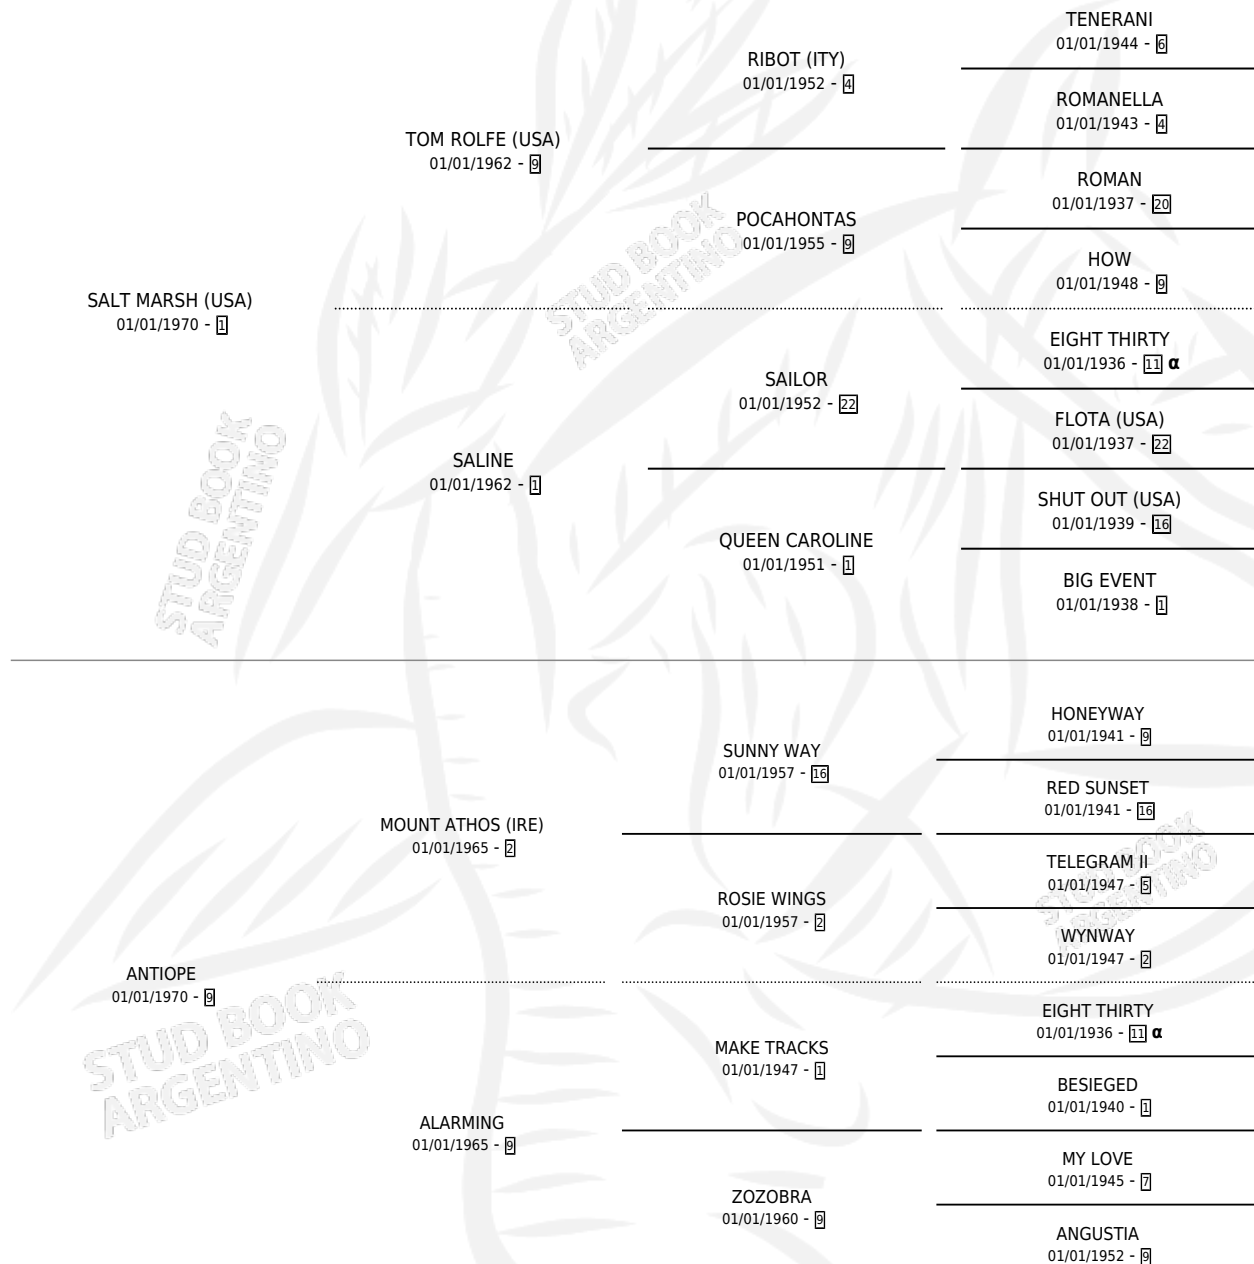 TENERANI
01/01/1944 - 6
RIBOT (ITY)
01/01/1952 - 4
ROMANELLA
01/01/1943 - 4
TOM ROLFE (USA)
01/01/1962 - 9
ROMAN
01/01/1937 - 20
POCAHONTAS
01/01/1955 - 9
HOW
01/01/1948 - 9
SALT MARSH (USA)
01/01/1970 - 1
EIGHT THIRTY
01/01/1936 - 11 α
SAILOR
01/01/1952 - 22
FLOTA (USA)
01/01/1937 - 22
SALINE
01/01/1962 - 1
SHUT OUT (USA)
01/01/1939 - 16
QUEEN CAROLINE
01/01/1951 - 1
BIG EVENT
01/01/1938 - 1
HONEYWAY
01/01/1941 - 9
SUNNY WAY
01/01/1957 - 16
RED SUNSET
01/01/1941 - 16
MOUNT ATHOS (IRE)
01/01/1965 - 2
TELEGRAM II
01/01/1947 - 5
ROSIE WINGS
01/01/1957 - 2
WYNWAY
01/01/1947 - 2
ANTIOPE
01/01/1970 - 9
EIGHT THIRTY
01/01/1936 - 11 α
MAKE TRACKS
01/01/1947 - 1
BESIEGED
01/01/1940 - 1
ALARMING
01/01/1965 - 9
MY LOVE
01/01/1945 - 7
ZOZOBRA
01/01/1960 - 9
ANGUSTIA
01/01/1952 - 9
STUD BOOK
ARGENTINO
STUD BOOK
ARGENTINO
STUD BOOK
ARGENTINO
STUD BOOK
ARGENTINO